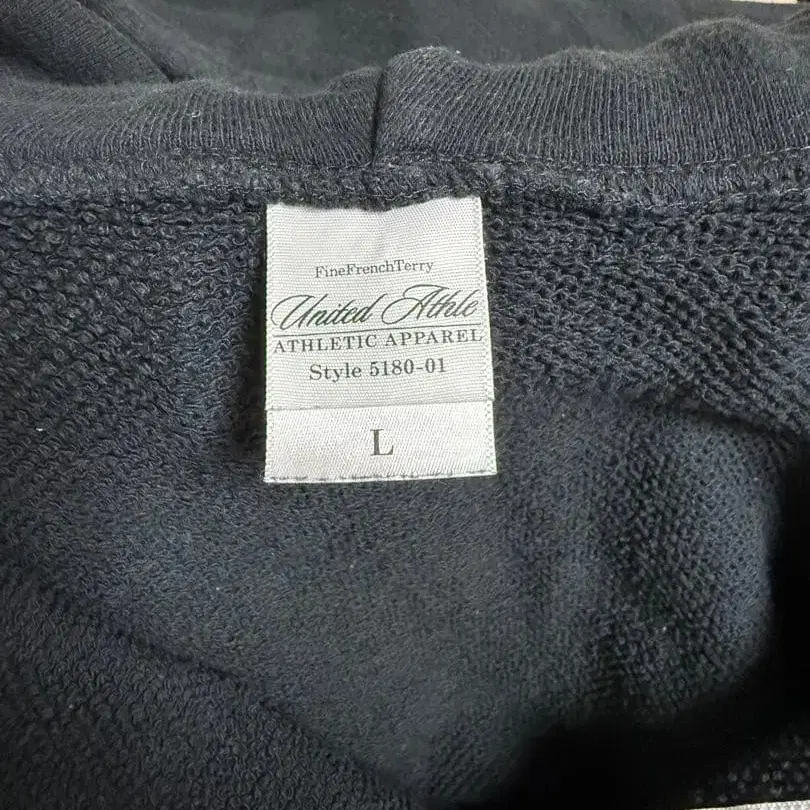 FineFrenchTerry
United Athle
ATHLETIC APPAREL
Style 5180-01
L